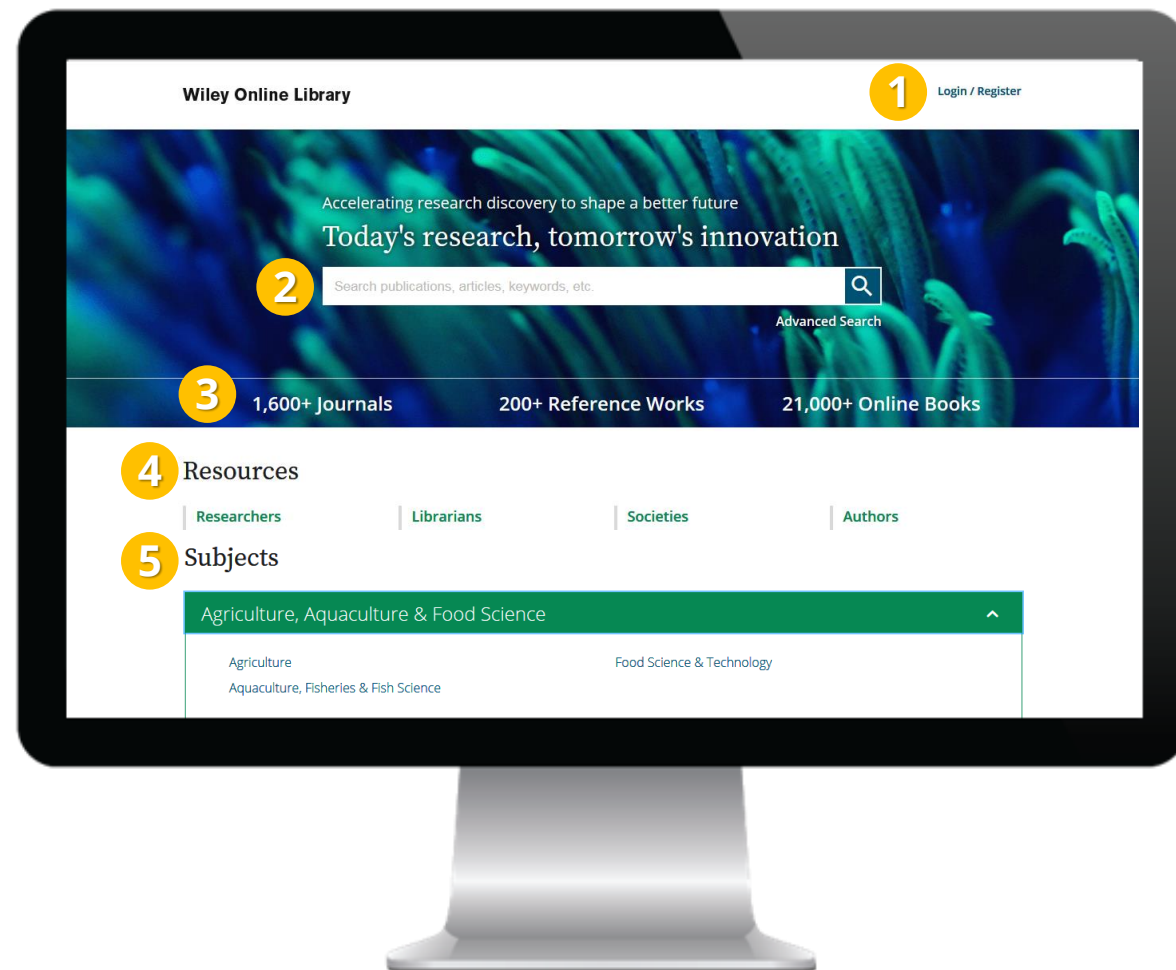 Wiley Online Library
1 Login / Register
Accelerating research discovery to shape a better future
Today's research, tomorrow's innovation
2 Search publications, articles, keywords, etc.
Advanced Search
3 1,600+ Journals 200+ Reference Works 21,000+ Online Books
4 Resources
Researchers Librarians Societies Authors
5 Subjects
Agriculture, Aquaculture & Food Science
Agriculture Food Science & Technology
Aquaculture, Fisheries & Fish Science